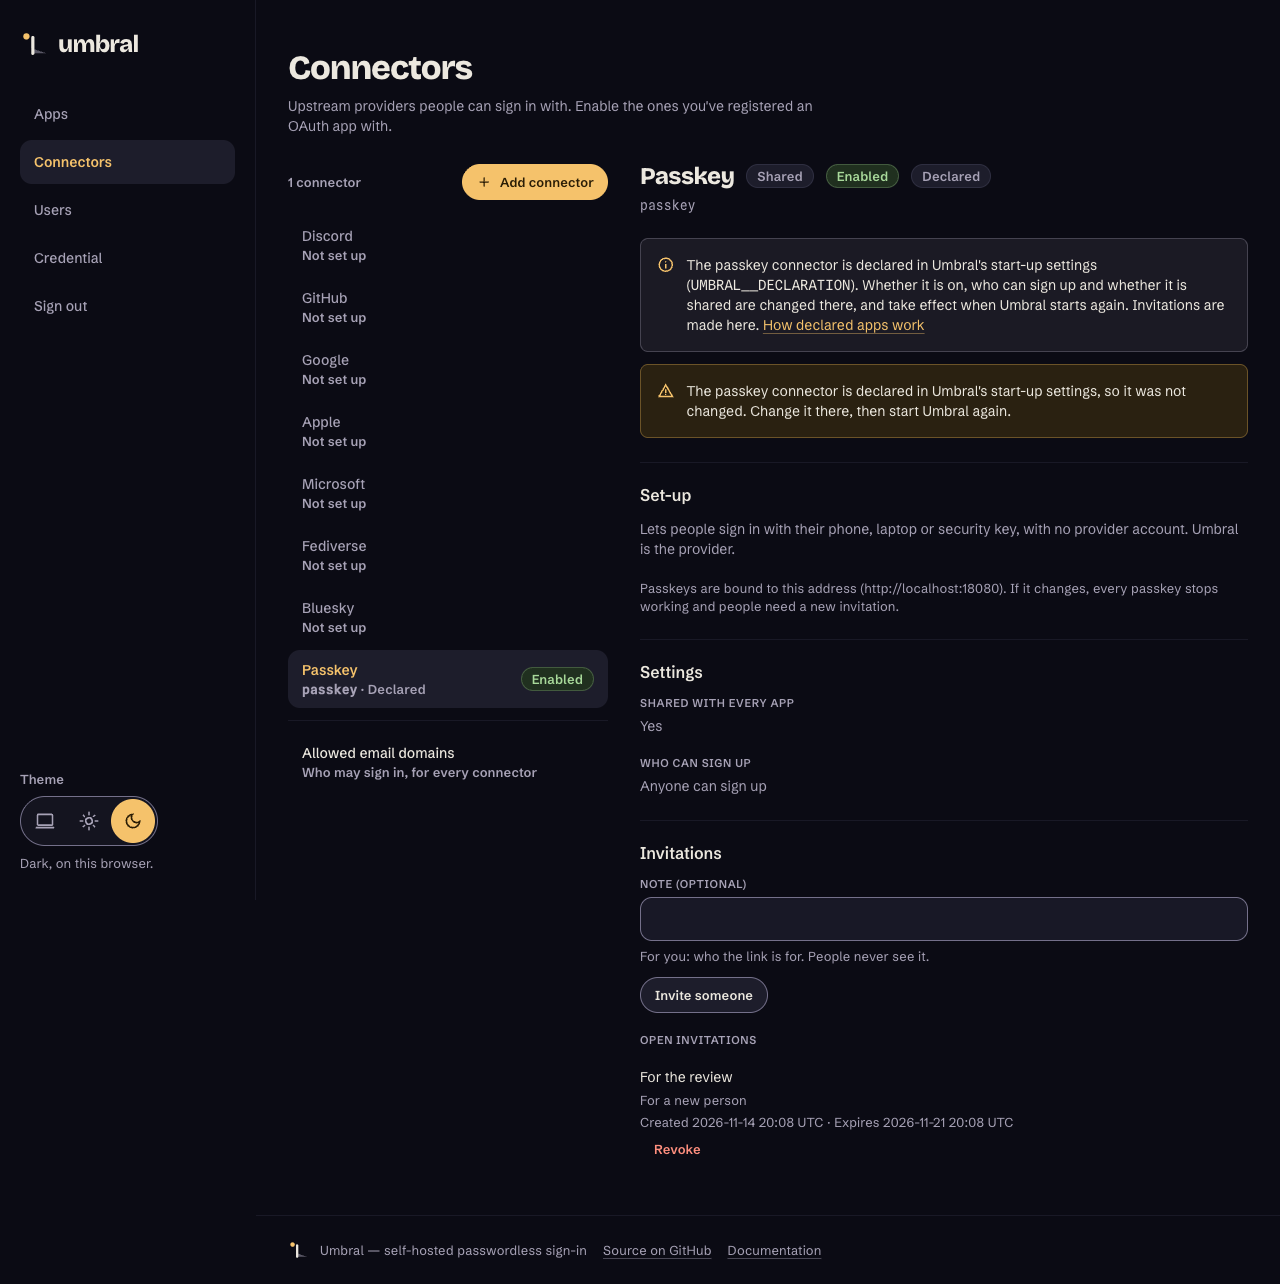 umbral
Apps
Connectors
Users
Credential
Sign out
Theme
Dark, on this browser.
Connectors
Upstream providers people can sign in with. Enable the ones you've registered an
OAuth app with.
1 connector
Add connector
Discord
Not set up
GitHub
Not set up
Google
Not set up
Apple
Not set up
Microsoft
Not set up
Fediverse
Not set up
Bluesky
Not set up
Passkey
passkey · Declared
Enabled
Allowed email domains
Who may sign in, for every connector
Passkey
Shared
Enabled
Declared
passkey
The passkey connector is declared in Umbral's start-up settings
(UMBRAL__DECLARATION). Whether it is on, who can sign up and whether it is
shared are changed there, and take effect when Umbral starts again. Invitations are
made here. How declared apps work
The passkey connector is declared in Umbral's start-up settings, so it was not
changed. Change it there, then start Umbral again.
Set-up
Lets people sign in with their phone, laptop or security key, with no provider account. Umbral
is the provider.
Passkeys are bound to this address (http://localhost:18080). If it changes, every passkey stops
working and people need a new invitation.
Settings
SHARED WITH EVERY APP
Yes
WHO CAN SIGN UP
Anyone can sign up
Invitations
NOTE (OPTIONAL)
For you: who the link is for. People never see it.
Invite someone
OPEN INVITATIONS
For the review
For a new person
Created 2026-11-14 20:08 UTC · Expires 2026-11-21 20:08 UTC
Revoke
Umbral — self-hosted passwordless sign-in
Source on GitHub
Documentation